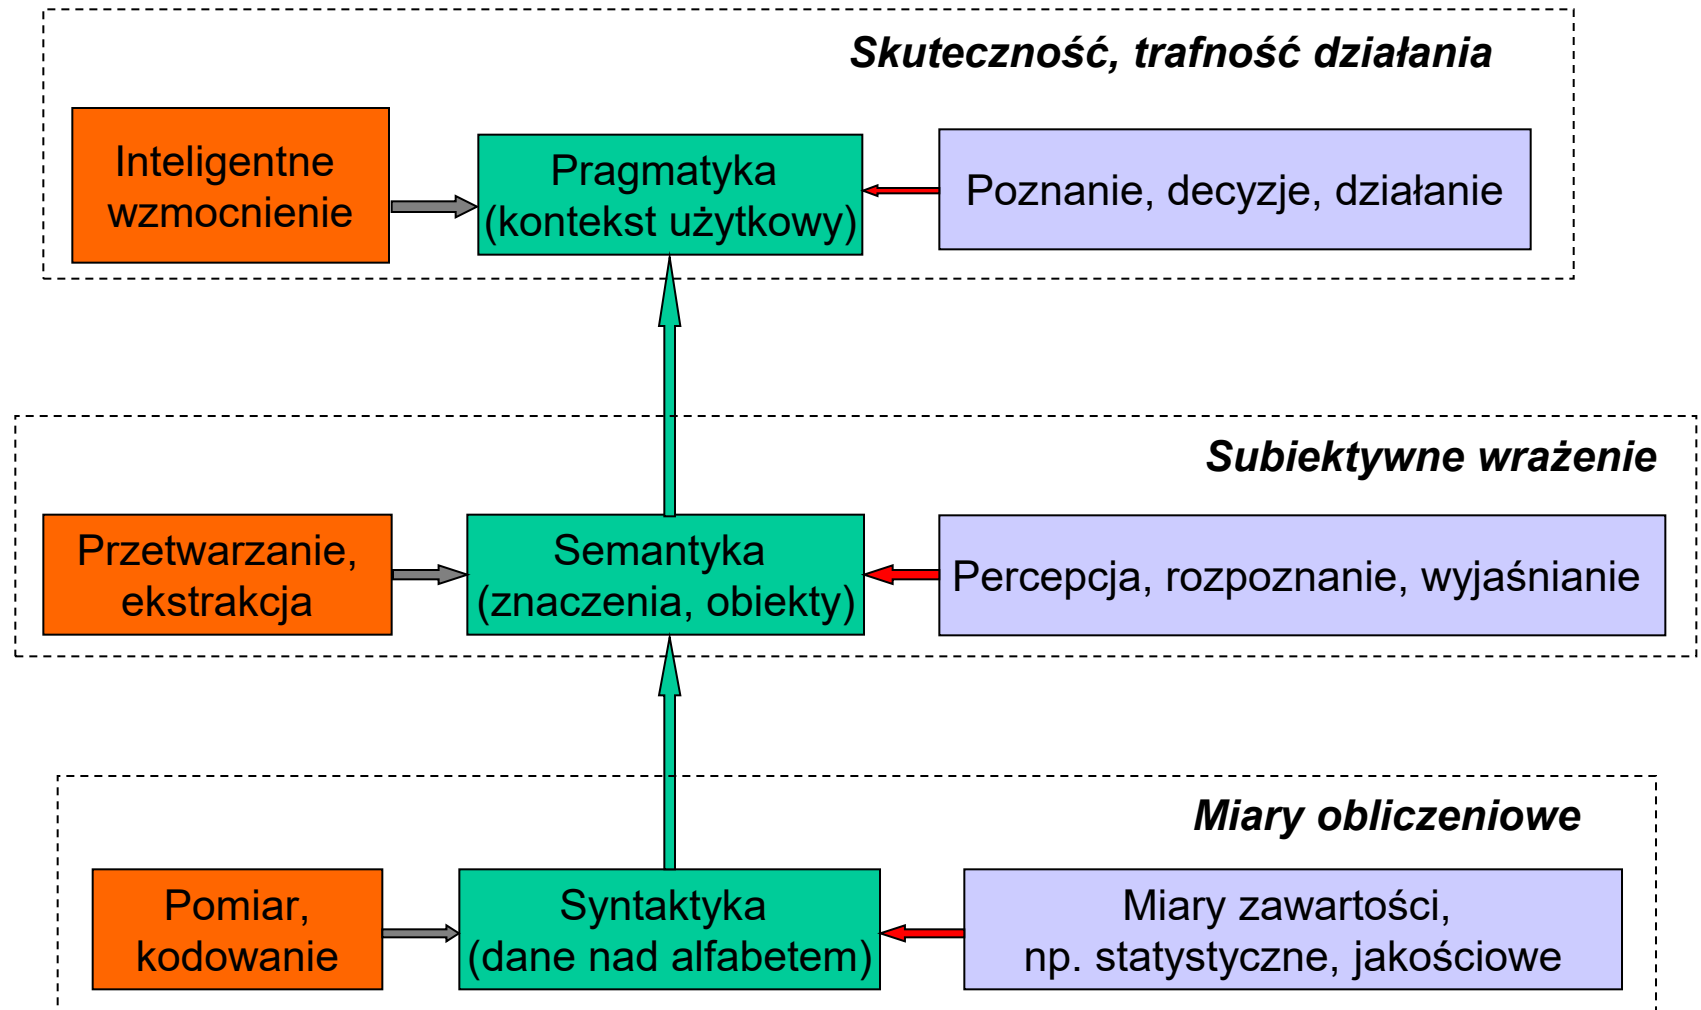 Skuteczność, trafność działania
Inteligentne
wzmocnienie
Pragmatyka
(kontekst użytkowy)
Poznanie, decyzje, działanie
Subiektywne wrażenie
Przetwarzanie,
ekstrakcja
Semantyka
(znaczenia, obiekty)
Percepcja, rozpoznanie, wyjaśnianie
Miary obliczeniowe
Pomiar,
kodowanie
Syntaktyka
(dane nad alfabetem)
Miary zawartości,
np. statystyczne, jakościowe